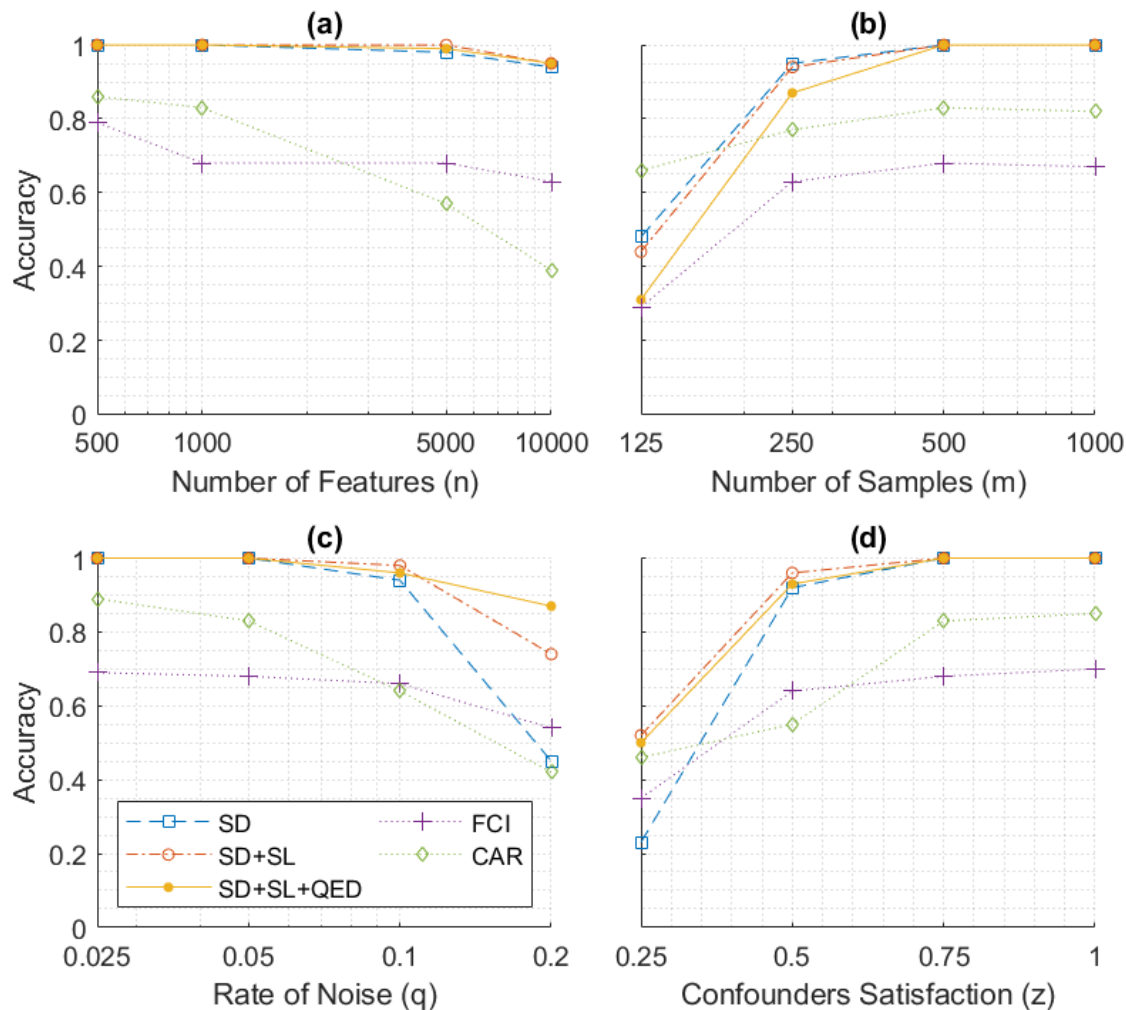 (a)
1
0.8
0.6
0.4
0.2
0
Accuracy
500 1000 5000 10000
Number of Features (n)
(b)
125 250 500 1000
Number of Samples (m)
(c)
1
0.8
0.6
0.4
0.2
0
Accuracy
SD FCI
SD+SL CAR
SD+SL+QED
0.025 0.05 0.1 0.2
Rate of Noise (q)
(d)
0.25 0.5 0.75 1
Confounders Satisfaction (z)